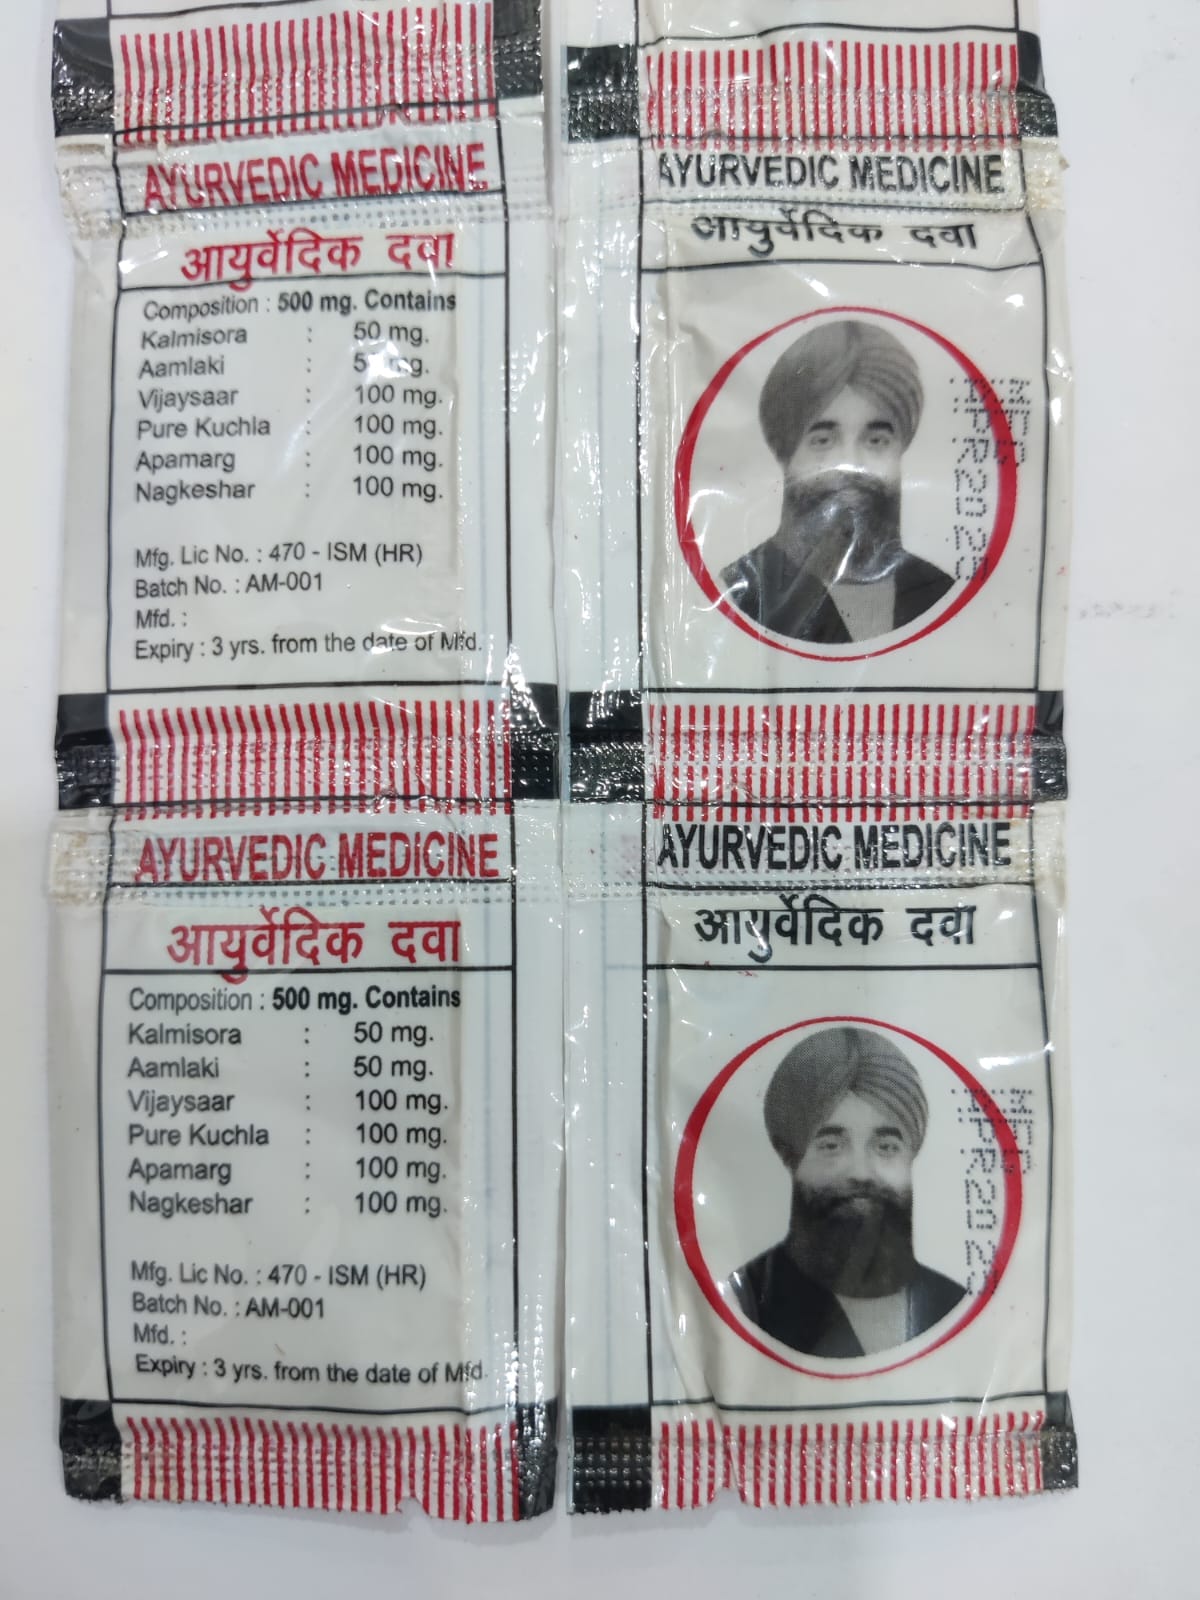 AYURVEDIC MEDICINE
आयुर्वेदिक दवा
Composition : 500 mg. Contains
Kalmisora : 50 mg.
Aamlaki : mg.
Vijaysaar : 100 mg.
Pure Kuchla : 100 mg.
Apamarg : 100 mg.
Nagkeshar : 100 mg.
Mfg. Lic No. : 470 - ISM (HR)
Batch No. : AM-001
Mfd. :
Expiry : 3 yrs. from the date of Mfd.
AYURVEDIC MEDICINE
आयुर्वेदिक दवा
APR2025
AYURVEDIC MEDICINE
आयुर्वेदिक दवा
Composition : 500 mg. Contains
Kalmisora : 50 mg.
Aamlaki : 50 mg.
Vijaysaar : 100 mg.
Pure Kuchla : 100 mg.
Apamarg : 100 mg.
Nagkeshar : 100 mg.
Mfg. Lic No. : 470 - ISM (HR)
Batch No. : AM-001
Mfd. :
Expiry : 3 yrs. from the date of Mfd.
AYURVEDIC MEDICINE
आयुर्वेदिक दवा
APR2025